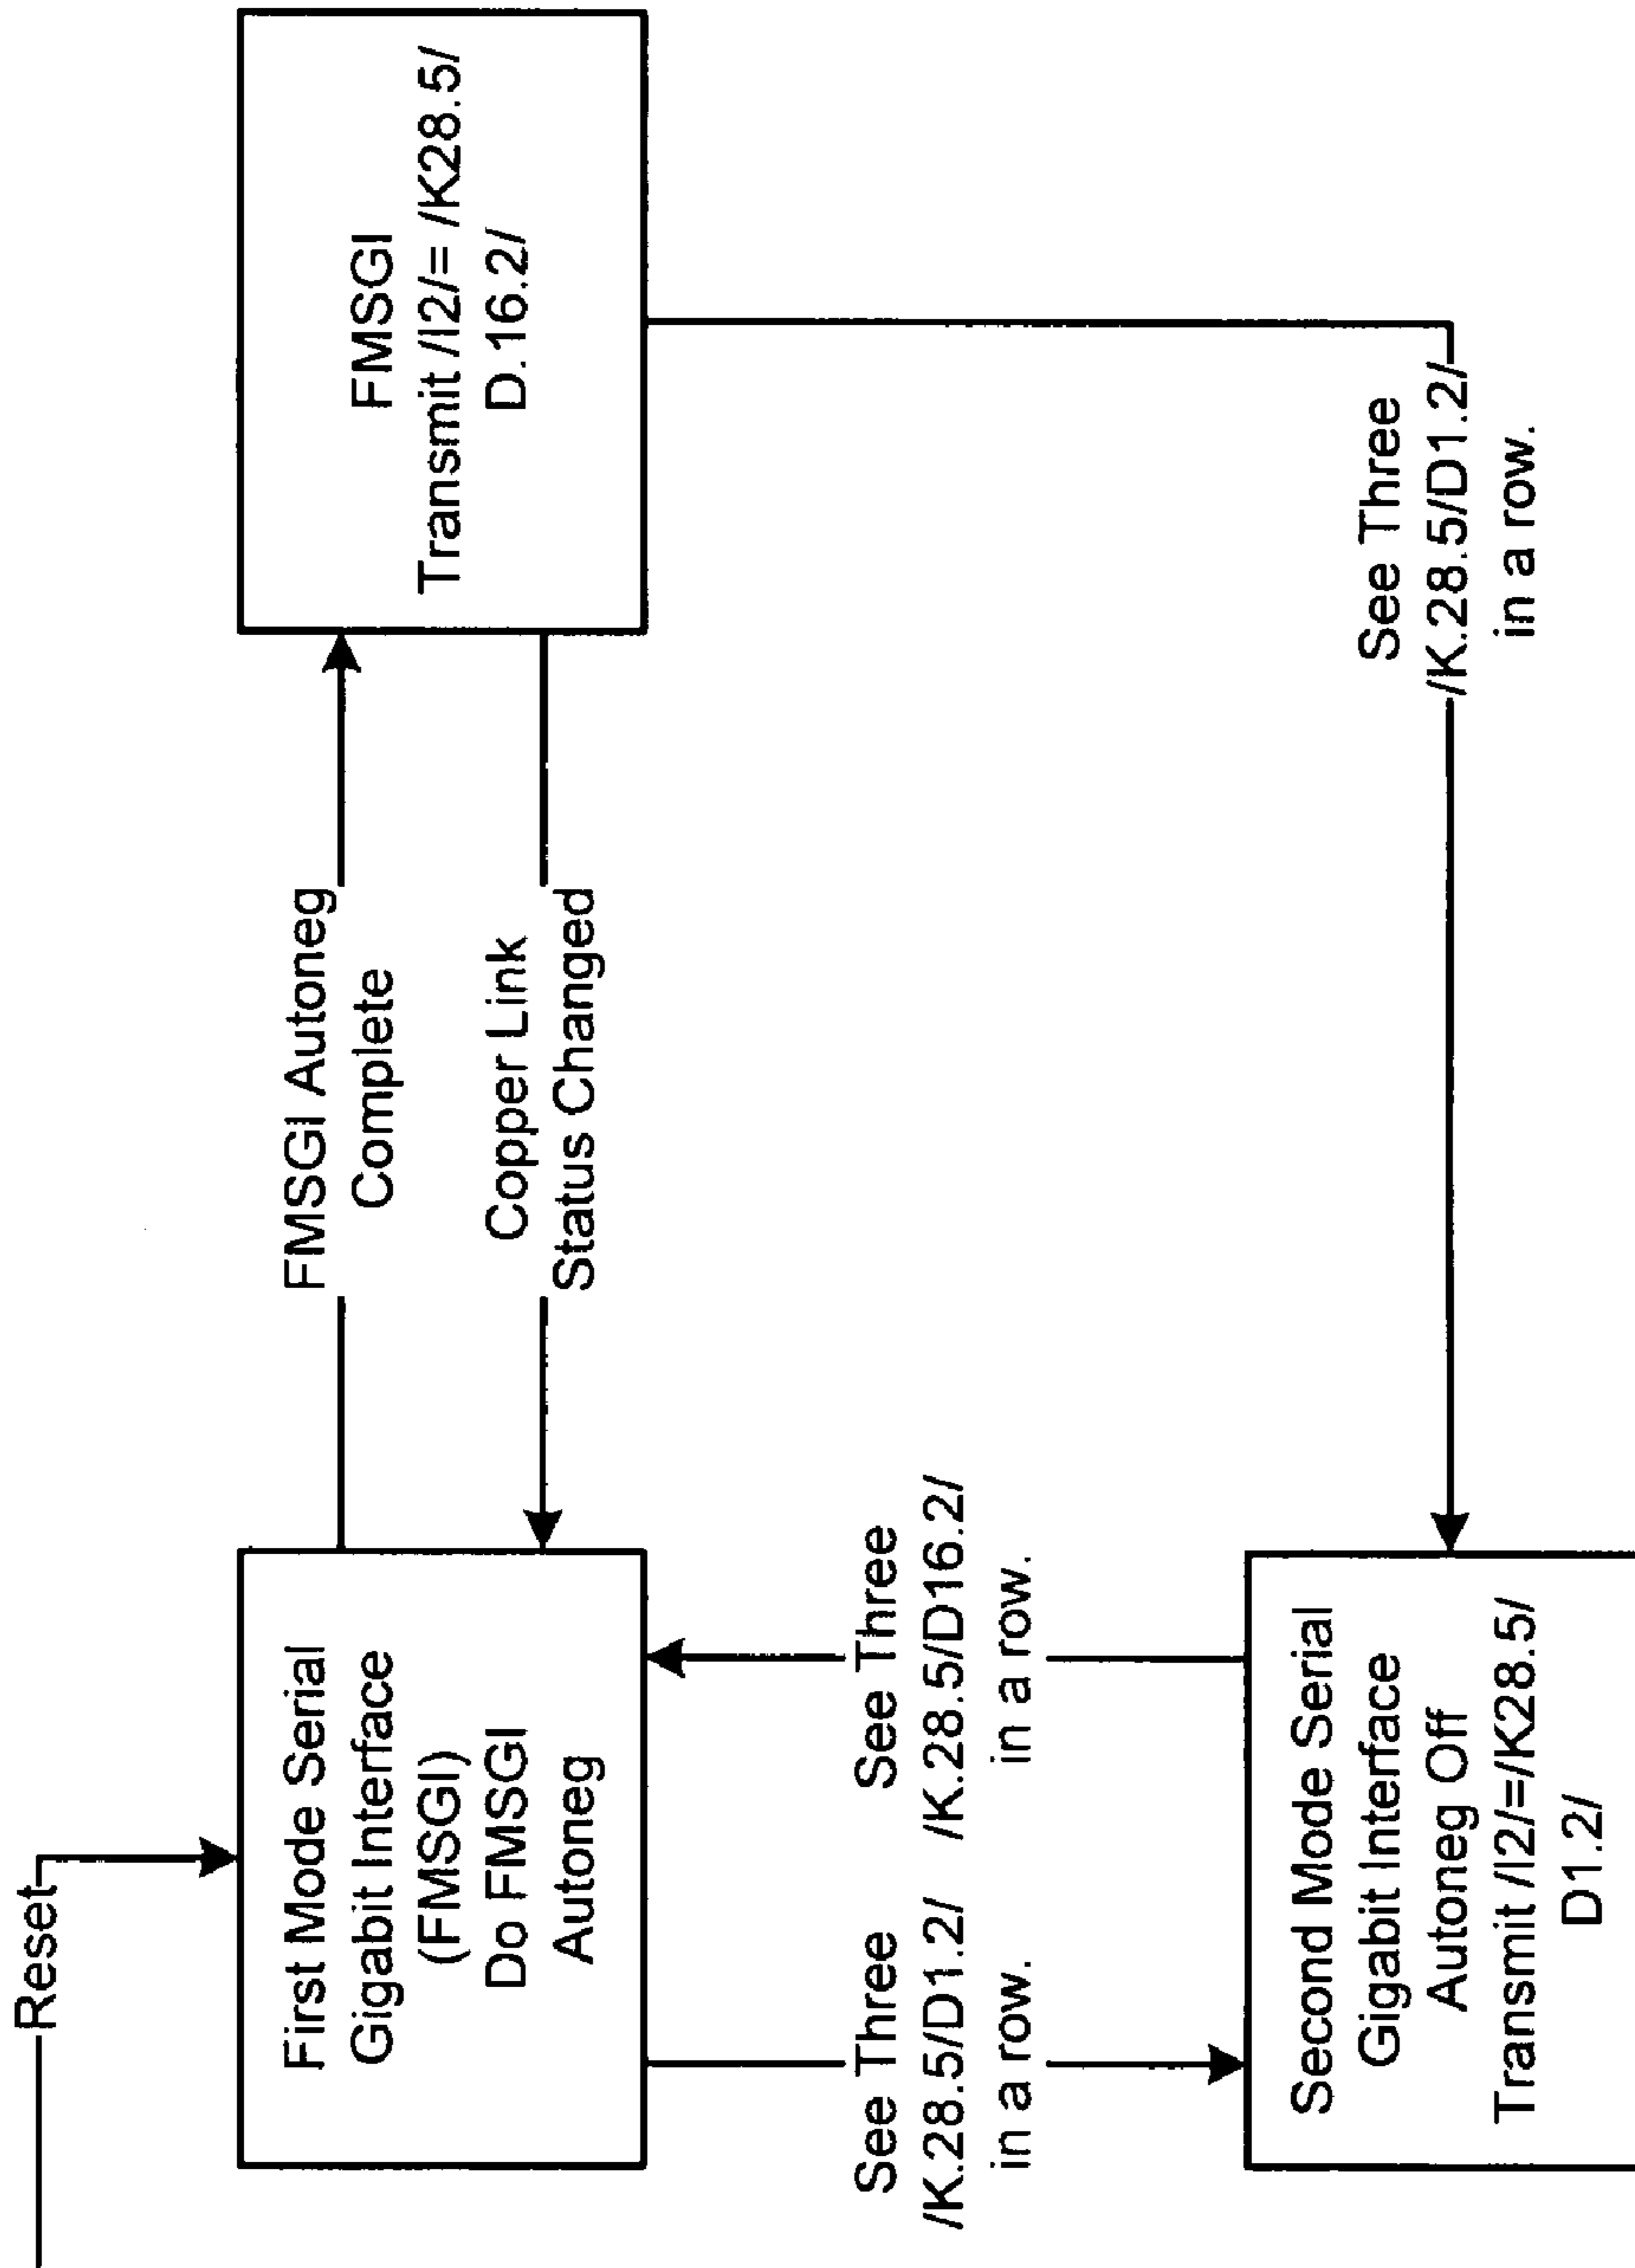 Reset
First Mode Serial
Gigabit Interface
(FMSGI)
Do FMSGI
Autoneg
FMSGI Autoneg
Complete
Copper Link
Status Changed
FMSGI
Transmit /I2/= /K28.5/
D.16.2/
See Three
/K.28.5/D1.2/
in a row.
See Three
/K.28.5/D16.2/
in a row.
See Three
/K.28.5/D1.2/
in a row.
Second Mode Serial
Gigabit Interface
Autoneg Off
Transmit /I2/=/K28.5/
D1.2/